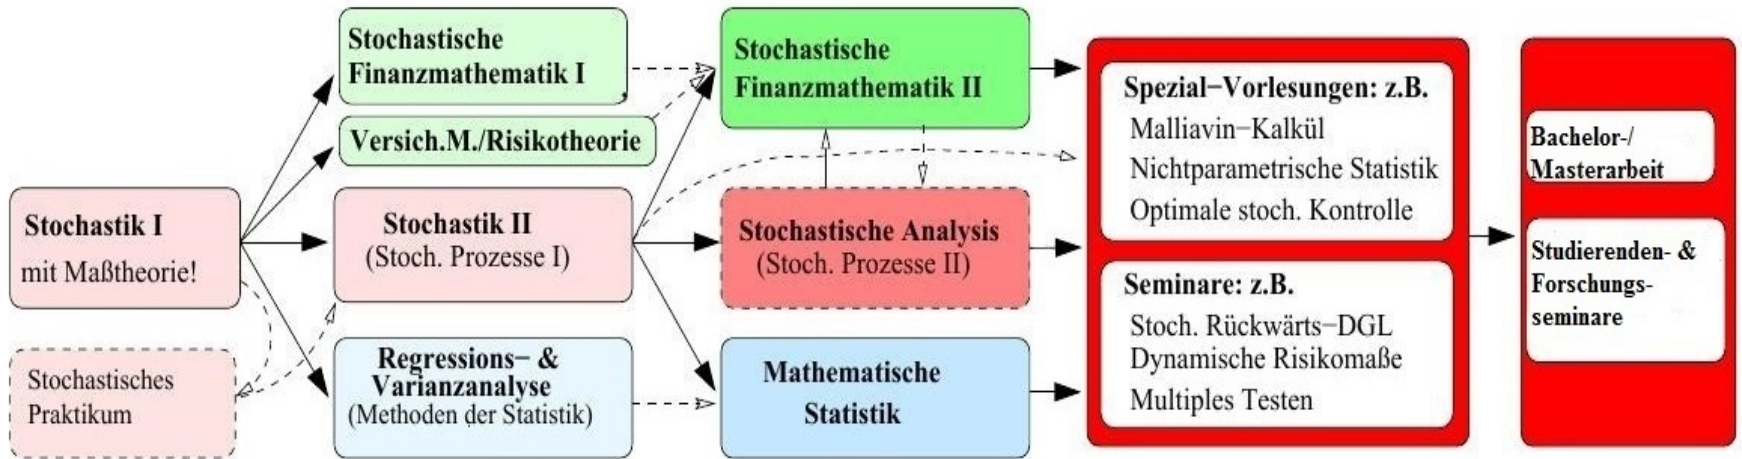 Stochastik I
mit Maßtheorie!
Stochastisches
Praktikum
Stochastische
Finanzmathematik I
Versich.M./Risikotheorie
Stochastik II
(Stoch. Prozesse I)
Regressions− &
Varianzanalyse
(Methoden der Statistik)
Stochastische
Finanzmathematik II
Stochastische Analysis
(Stoch. Prozesse II)
Mathematische
Statistik
Spezial−Vorlesungen: z.B.
Malliavin−Kalkül
Nichtparametrische Statistik
Optimale stoch. Kontrolle
Seminare: z.B.
Stoch. Rückwärts−DGL
Dynamische Risikomaße
Multiples Testen
Bachelor-/
Masterarbeit
Studierenden- &
Forschungs-
seminare